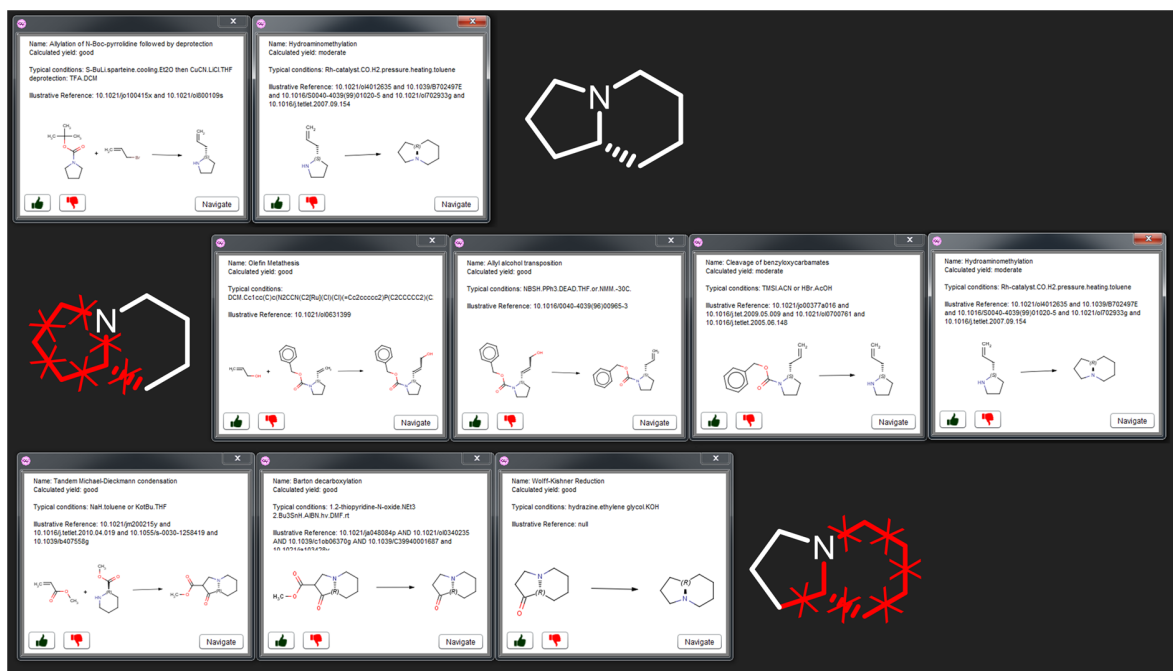 Name: Allylation of N-Boc-pyrrolidine followed by deprotection
Calculated yield: good
Typical conditions: S-BuLi.sparteine.cooling.Et2O then CuCN.LiCl.THF
deprotection: TFA.DCM
Illustrative Reference: 10.1021/jo100415x and 10.1021/ol800109s
Navigate
Name: Hydroaminomethylation
Calculated yield: moderate
Typical conditions: Rh-catalyst.CO.H2.pressure.heating.toluene
Illustrative Reference: 10.1021/ol4012635 and 10.1039/B702497E
and 10.1016/S0040-4039(99)01020-5 and 10.1021/ol702933g and
10.1016/j.tetlet.2007.09.154
Navigate
N
N
Name: Olefin Metathesis
Calculated yield: good
Typical conditions:
DCM.Cc1cc(C)c(N2CCN(C2[Ru](Cl)(Cl)(=Cc2ccccc2)P(C2CCCCC2)(C
Illustrative Reference: 10.1021/ol0631399
Navigate
Name: Allyl alcohol transposition
Calculated yield: good
Typical conditions: NBSH.PPh3.DEAD.THF.or.NMM.-30C.
Illustrative Reference: 10.1016/0040-4039(96)00965-3
Navigate
Name: Cleavage of benzyloxycarbamates
Calculated yield: moderate
Typical conditions: TMSI.ACN or HBr.AcOH
Illustrative Reference: 10.1021/jo00377a016 and
10.1016/j.tet.2009.05.009 and 10.1021/ol0700761 and
10.1016/j.tetlet.2005.06.148
Navigate
Name: Hydroaminomethylation
Calculated yield: moderate
Typical conditions: Rh-catalyst.CO.H2.pressure.heating.toluene
Illustrative Reference: 10.1021/ol4012635 and 10.1039/B702497E
and 10.1016/S0040-4039(99)01020-5 and 10.1021/ol702933g and
10.1016/j.tetlet.2007.09.154
Navigate
Name: Tandem Michael-Dieckmann condensation
Calculated yield: good
Typical conditions: NaH.toluene or KotBu.THF
Illustrative Reference: 10.1021/jm200215y and
10.1016/j.tetlet.2010.04.019 and 10.1055/s-0030-1258419 and
10.1039/b407558g
Navigate
Name: Barton decarboxylation
Calculated yield: good
Typical conditions: 1.2-thiopyridine-N-oxide.NEt3
2.Bu3SnH.AIBN.hv.DMF.rt
Illustrative Reference: 10.1021/ja048084p AND 10.1021/ol0340235
AND 10.1039/c1ob06370g AND 10.1039/C39940001687 and
Navigate
Name: Wolff-Kishner Reduction
Calculated yield: good
Typical conditions: hydrazine.ethylene glycol.KOH
Illustrative Reference: null
Navigate
N